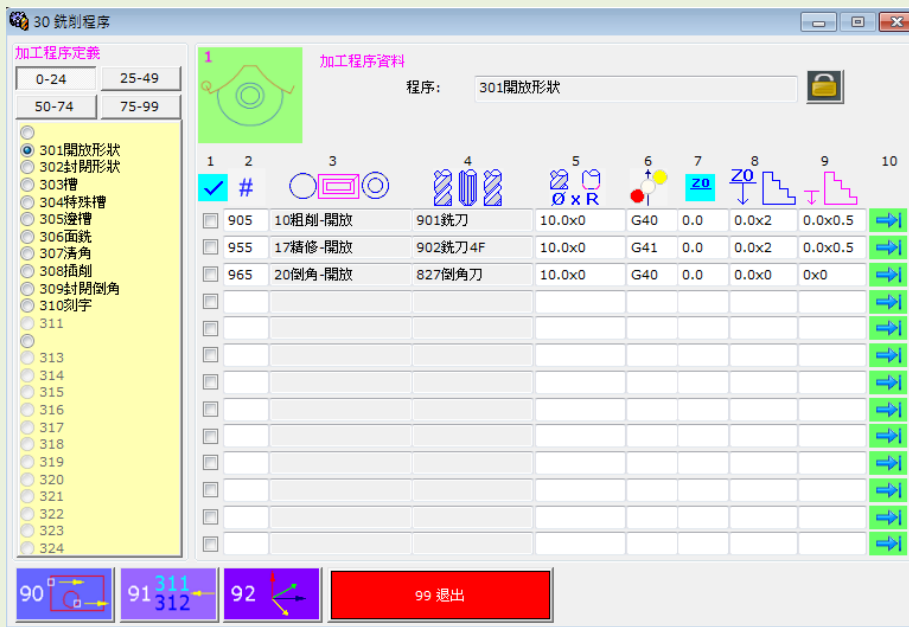 30 銑削程序
加工程序定義
0-24 25-49
50-74 75-99
301開放形狀
302封閉形狀
303槽
304特殊槽
305邊槽
306面銑
307清角
308插削
309封閉倒角
310刻字
311
313
314
315
316
317
318
319
320
321
322
323
324
1
加工程序資料
程序: 301開放形狀
1 2 3 4 5 6 7 8 9 10
# Ø x R Z0 Z0
905 10粗削-開放 901銑刀 10.0x0 G40 0.0 0.0x2 0.0x0.5
955 17精修-開放 902銑刀4F 10.0x0 G41 0.0 0.0x2 0.0x0.5
965 20倒角-開放 827倒角刀 10.0x0 G40 0.0 0.0x0 0x0
90 91 311 312 92 99 退出